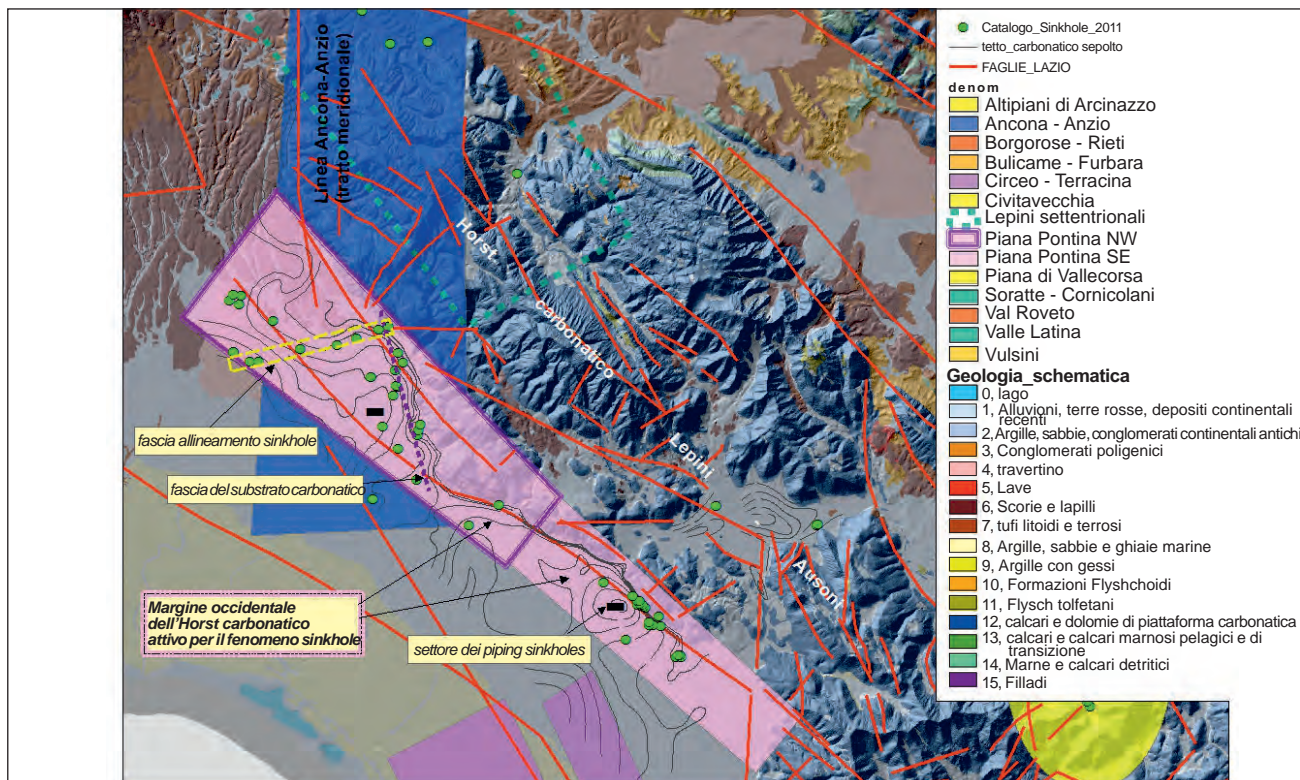 Linea Ancona-Anzio
(tratto meridionale)
Horst
carbonatico
Lepini
Ausoni
fascia allineamento sinkhole
fascia del substrato carbonatico
Margine occidentale
dell'Horst carbonatico
attivo per il fenomeno sinkhole
settore dei piping sinkholes
Catalogo_Sinkhole_2011
tetto_carbonatico sepolto
FAGLIE_LAZIO
denom
Altipiani di Arcinazzo
Ancona - Anzio
Borgorose - Rieti
Bulicame - Furbara
Circeo - Terracina
Civitavecchia
Lepini settentrionali
Piana Pontina NW
Piana Pontina SE
Piana di Vallecorsa
Soratte - Cornicolani
Val Roveto
Valle Latina
Vulsini
Geologia_schematica
0, lago
1, Alluvioni, terre rosse, depositi continentali
recenti
2, Argille, sabbie, conglomerati continentali antichi
3, Conglomerati poligenici
4, travertino
5, Lave
6, Scorie e lapilli
7, tufi litoidi e terrosi
8, Argille, sabbie e ghiaie marine
9, Argille con gessi
10, Formazioni Flyshchoidi
11, Flysch tolfetani
12, calcari e dolomie di piattaforma carbonatica
13, calcari e calcari marnosi pelagici e di
transizione
14, Marne e calcari detritici
15, Filladi